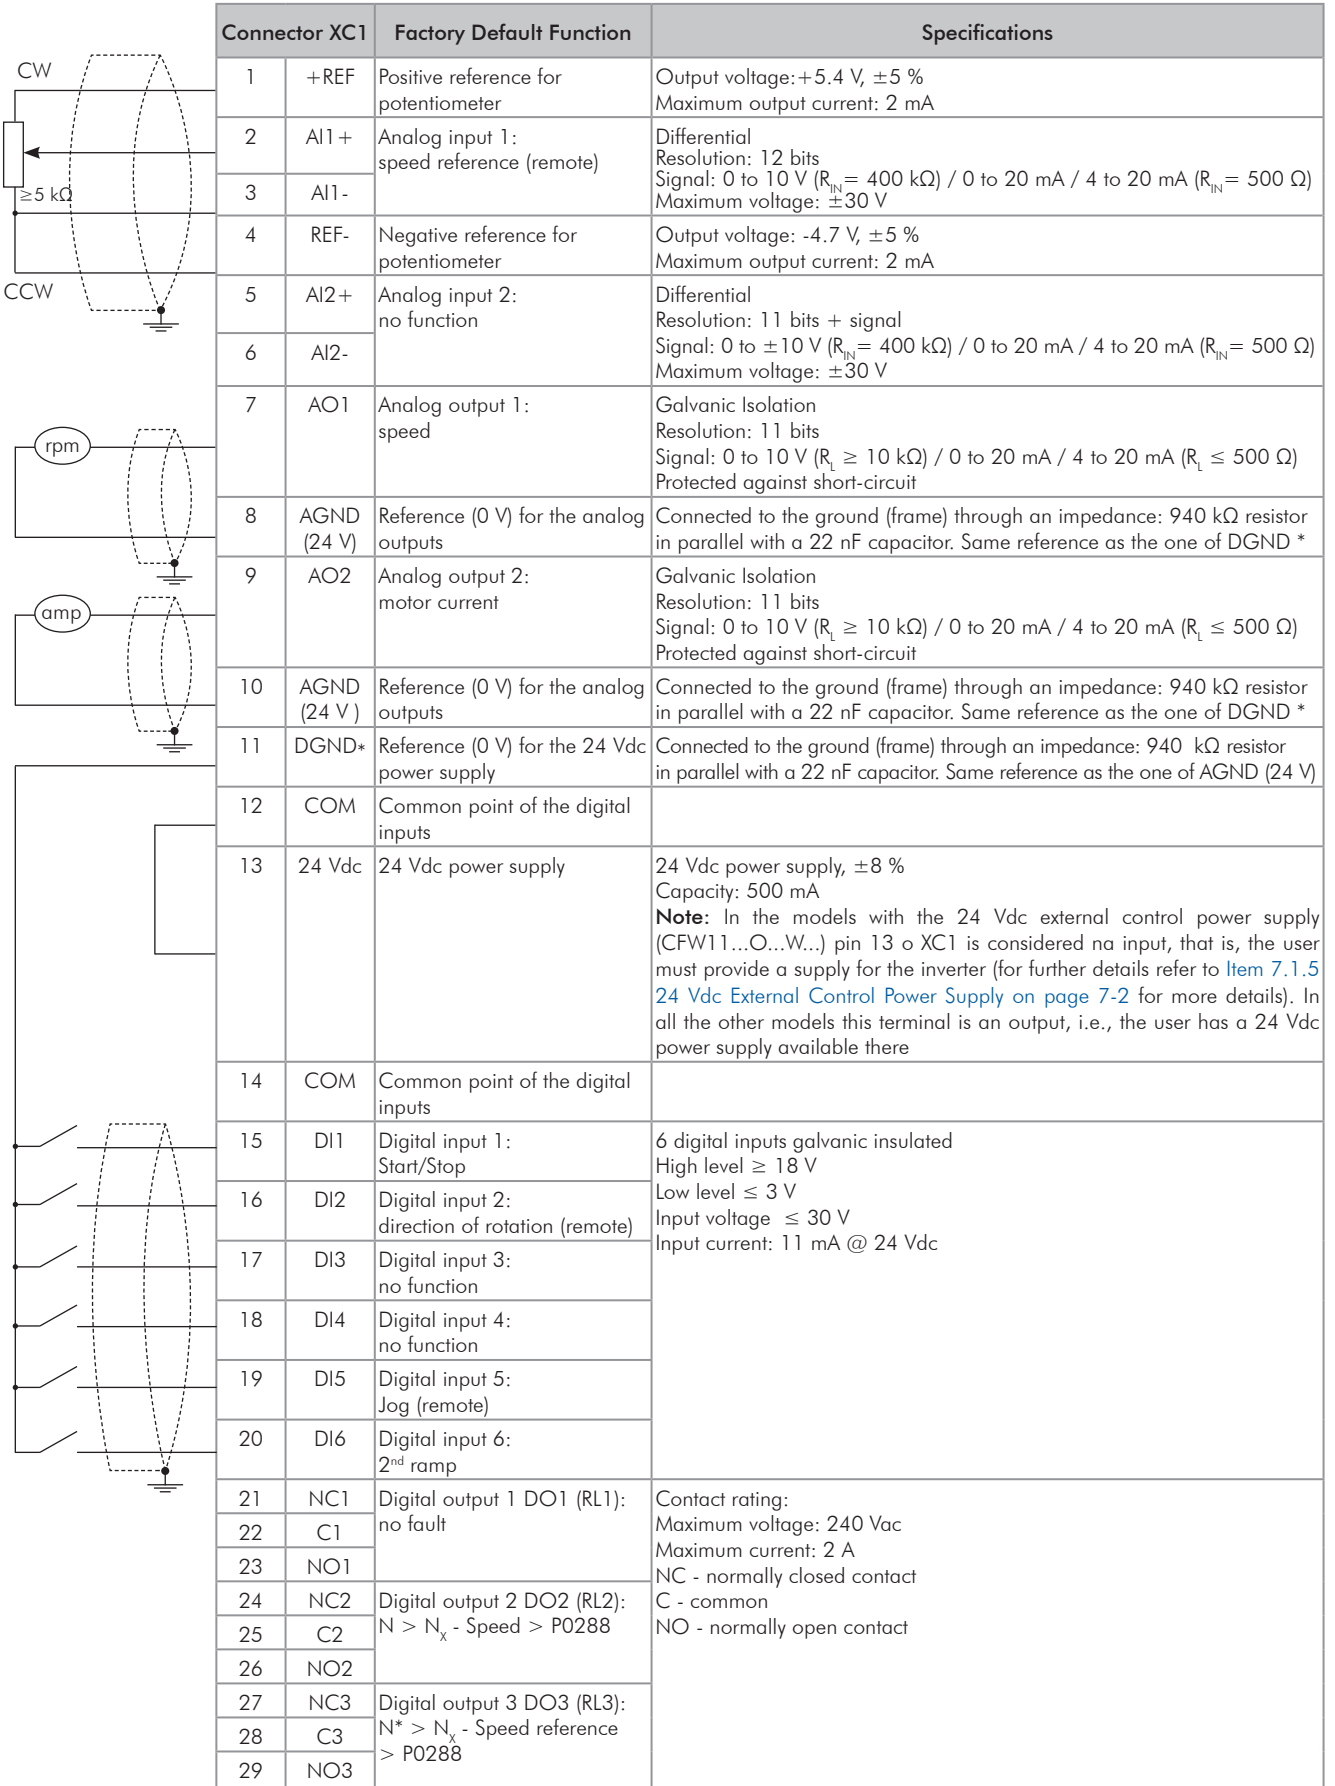 Connector XC1 Factory Default Function Specifications
CW
≥5 kΩ
CCW
1 +REF Positive reference for potentiometer
Output voltage:+5.4 V, ±5 %
Maximum output current: 2 mA
2 AI1+ Analog input 1:
speed reference (remote)
3 AI1-
Differential
Resolution: 12 bits
Signal: 0 to 10 V (RIN= 400 kΩ) / 0 to 20 mA / 4 to 20 mA (RIN= 500 Ω)
Maximum voltage: ±30 V
4 REF- Negative reference for
potentiometer
Output voltage: -4.7 V, ±5 %
Maximum output current: 2 mA
5 AI2+ Analog input 2:
no function
6 AI2-
Differential
Resolution: 11 bits + signal
Signal: 0 to ±10 V (RIN= 400 kΩ) / 0 to 20 mA / 4 to 20 mA (RIN= 500 Ω)
Maximum voltage: ±30 V
rpm
7 AO1 Analog output 1:
speed
Galvanic Isolation
Resolution: 11 bits
Signal: 0 to 10 V (RL ≥ 10 kΩ) / 0 to 20 mA / 4 to 20 mA (RL ≤ 500 Ω)
Protected against short-circuit
8 AGND
(24 V)
Reference (0 V) for the analog
outputs
Connected to the ground (frame) through an impedance: 940 kΩ resistor
in parallel with a 22 nF capacitor. Same reference as the one of DGND *
amp
9 AO2 Analog output 2:
motor current
Galvanic Isolation
Resolution: 11 bits
Signal: 0 to 10 V (RL ≥ 10 kΩ) / 0 to 20 mA / 4 to 20 mA (RL ≤ 500 Ω)
Protected against short-circuit
10 AGND
(24 V )
Reference (0 V) for the analog
outputs
Connected to the ground (frame) through an impedance: 940 kΩ resistor
in parallel with a 22 nF capacitor. Same reference as the one of DGND *
11 DGND* Reference (0 V) for the 24 Vdc
power supply
Connected to the ground (frame) through an impedance: 940 kΩ resistor
in parallel with a 22 nF capacitor. Same reference as the one of AGND (24 V)
12 COM Common point of the digital
inputs
13 24 Vdc 24 Vdc power supply
24 Vdc power supply, ±8 %
Capacity: 500 mA
Note: In the models with the 24 Vdc external control power supply
(CFW11...O...W...) pin 13 o XC1 is considered na input, that is, the user
must provide a supply for the inverter (for further details refer to Item 7.1.5
24 Vdc External Control Power Supply on page 7-2 for more details). In
all the other models this terminal is an output, i.e., the user has a 24 Vdc
power supply available there
14 COM Common point of the digital
inputs
15 DI1 Digital input 1:
Start/Stop
6 digital inputs galvanic insulated
High level ≥ 18 V
Low level ≤ 3 V
Input voltage ≤ 30 V
Input current: 11 mA @ 24 Vdc
16 DI2 Digital input 2:
direction of rotation (remote)
17 DI3 Digital input 3:
no function
18 DI4 Digital input 4:
no function
19 DI5 Digital input 5:
Jog (remote)
20 DI6 Digital input 6:
2nd ramp
21 NC1 Digital output 1 DO1 (RL1):
no fault
22 C1
23 NO1
Contact rating:
Maximum voltage: 240 Vac
Maximum current: 2 A
NC - normally closed contact
C - common
NO - normally open contact
24 NC2 Digital output 2 DO2 (RL2):
N > Nx - Speed > P0288
25 C2
26 NO2
27 NC3 Digital output 3 DO3 (RL3):
N* > Nx - Speed reference
> P0288
28 C3
29 NO3